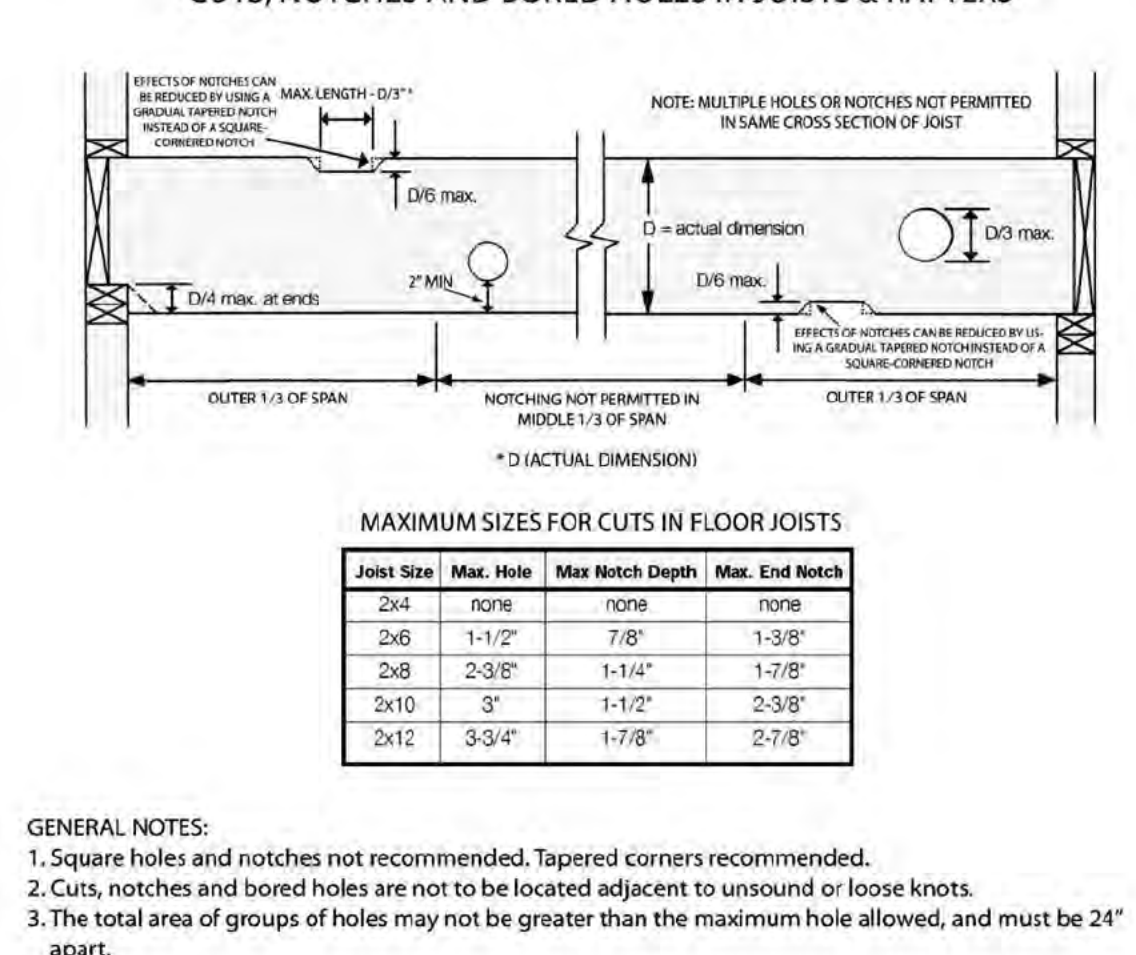 CUTS, NOTCHES AND BORED HOLES IN JOISTS & RAFTERS
EFFECTS OF NOTCHES CAN
BE REDUCED BY USING A
GRADUAL TAPERED NOTCH
INSTEAD OF A SQUARE-
CORNERED NOTCH
MAX. LENGTH - D/3" *
NOTE: MULTIPLE HOLES OR NOTCHES NOT PERMITTED
IN SAME CROSS SECTION OF JOIST
D/6 max.
D = actual dimension
D/3 max.
2" MIN
D/6 max.
D/4 max. at ends
EFFECTS OF NOTCHES CAN BE REDUCED BY US-
ING A GRADUAL TAPERED NOTCH INSTEAD OF A
SQUARE-CORNERED NOTCH
OUTER 1/3 OF SPAN
NOTCHING NOT PERMITTED IN
MIDDLE 1/3 OF SPAN
OUTER 1/3 OF SPAN
* D (ACTUAL DIMENSION)
MAXIMUM SIZES FOR CUTS IN FLOOR JOISTS
Joist Size Max. Hole Max Notch Depth Max. End Notch
2x4 none none none
2x6 1-1/2" 7/8" 1-3/8"
2x8 2-3/8" 1-1/4" 1-7/8"
2x10 3" 1-1/2" 2-3/8"
2x12 3-3/4" 1-7/8" 2-7/8"
GENERAL NOTES:
1. Square holes and notches not recommended. Tapered corners recommended.
2. Cuts, notches and bored holes are not to be located adjacent to unsound or loose knots.
3. The total area of groups of holes may not be greater than the maximum hole allowed, and must be 24"
apart.